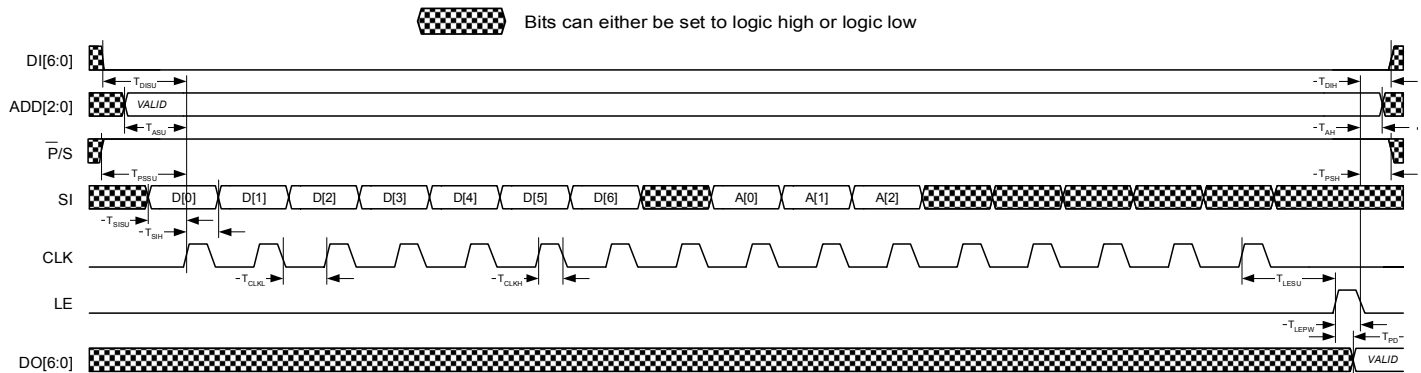 Bits can either be set to logic high or logic low
DI[6:0]
T_DISU
T_DIH
ADD[2:0]
VALID
T_ASU
T_AH
P̅/S
T_PSSU
T_PSH
SI
D[0]
D[1]
D[2]
D[3]
D[4]
D[5]
D[6]
A[0]
A[1]
A[2]
T_SISU
T_SIH
CLK
T_CLKL
T_CLKH
T_LESU
LE
T_LEPW
T_PD
DO[6:0]
VALID